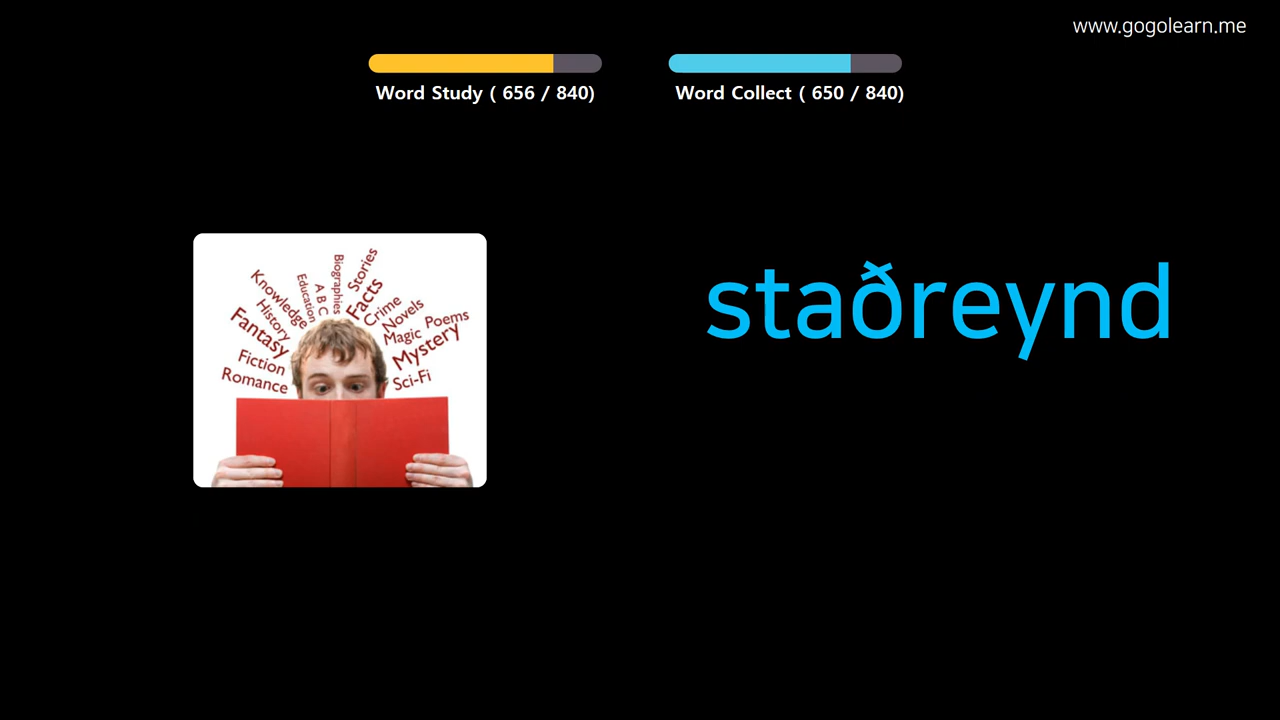 www.gogolearn.me
Word Study ( 656 / 840)
Word Collect ( 650 / 840)
staðreynd
Stories
Biographies
Facts
A B C
Education
Crime
Knowledge
Novels
History
Poems
Magic
Fantasy
Mystery
Fiction
Romance
Sci-Fi